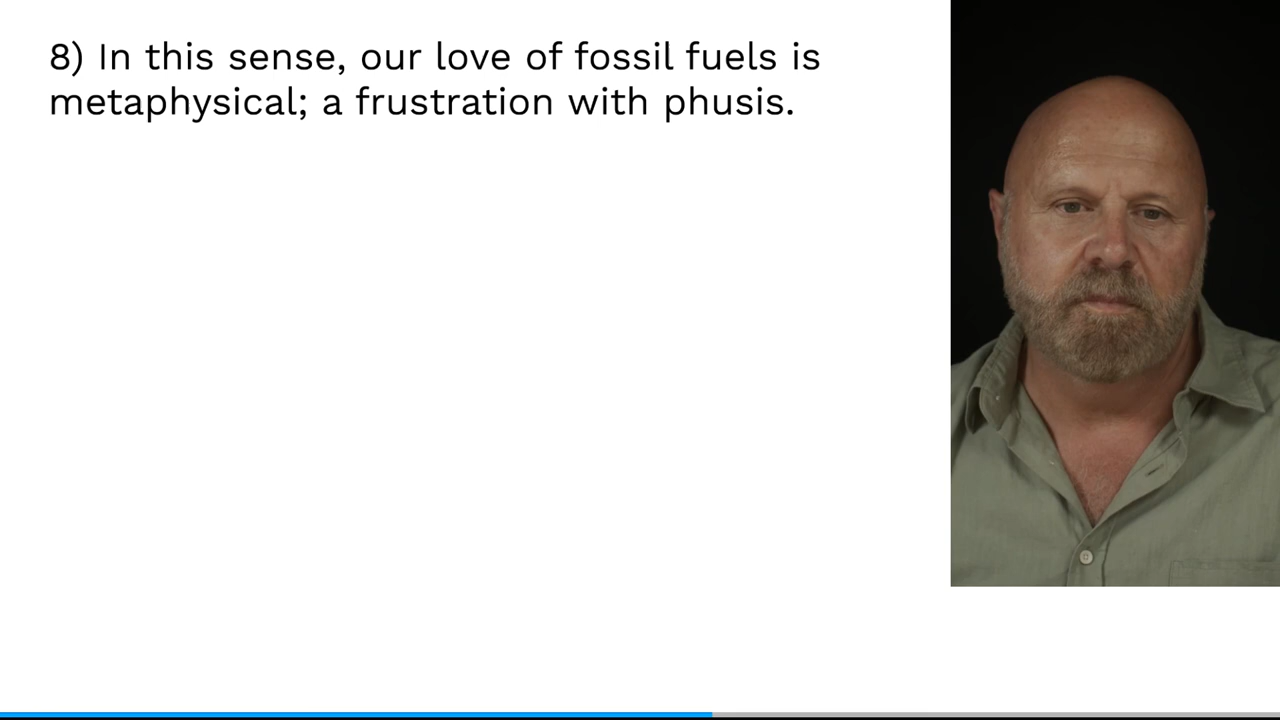 8) In this sense, our love of fossil fuels is
metaphysical; a frustration with phusis.